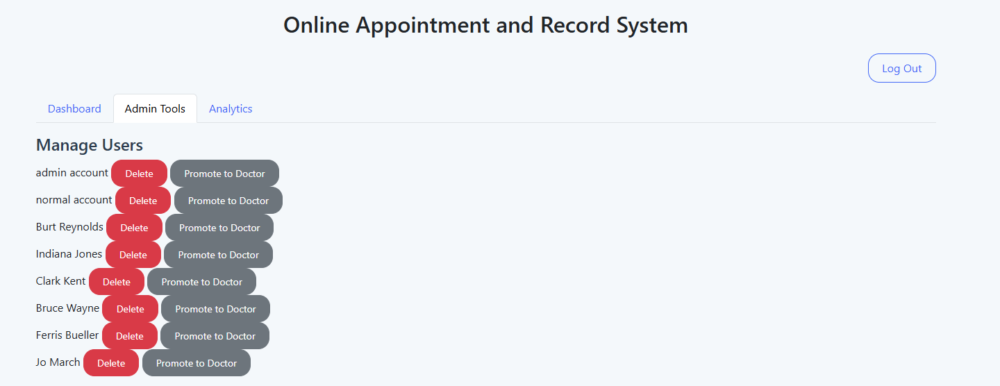 Online Appointment and Record System
Log Out
Dashboard Admin Tools Analytics
Manage Users
admin account Delete Promote to Doctor
normal account Delete Promote to Doctor
Burt Reynolds Delete Promote to Doctor
Indiana Jones Delete Promote to Doctor
Clark Kent Delete Promote to Doctor
Bruce Wayne Delete Promote to Doctor
Ferris Bueller Delete Promote to Doctor
Jo March Delete Promote to Doctor